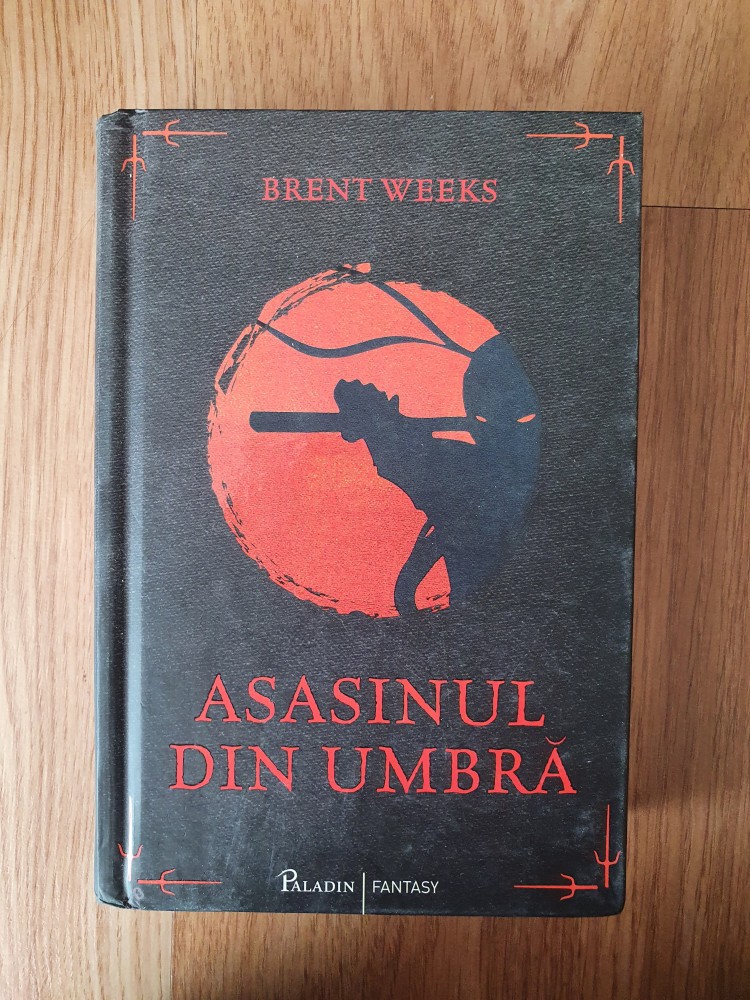 BRENT WEEKS
ASASINUL
DIN UMBRĂ
PALADIN | FANTASY